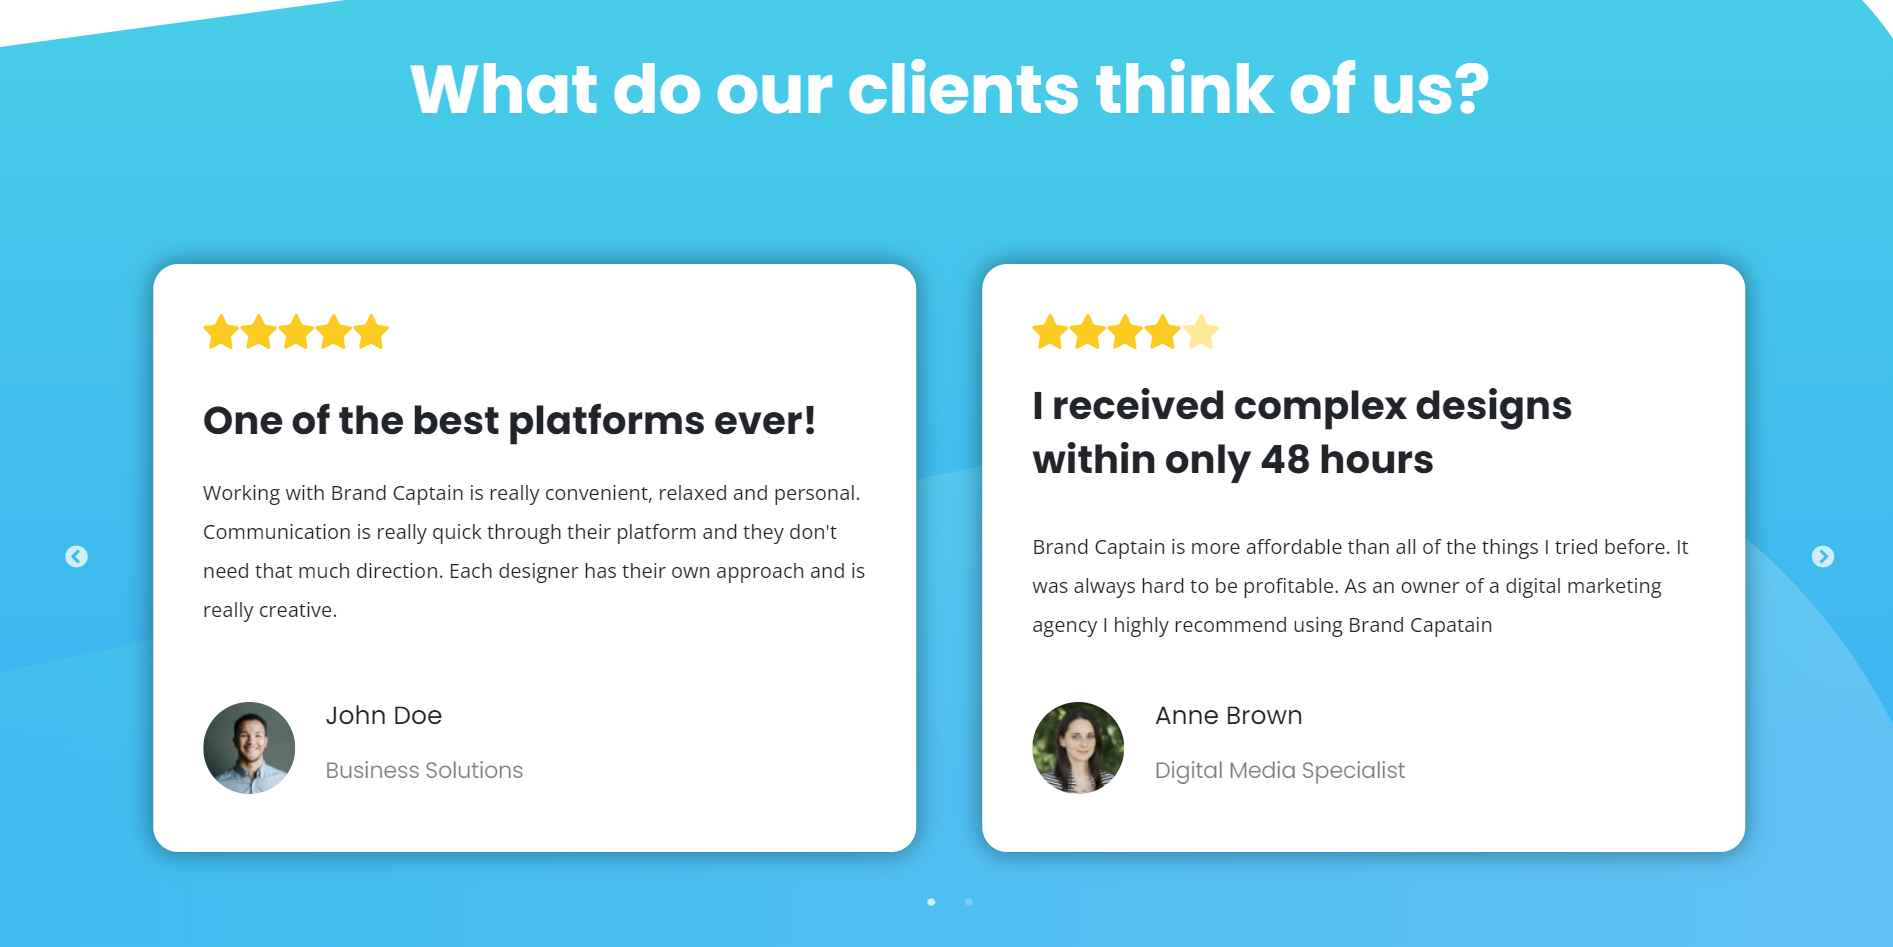 What do our clients think of us?
One of the best platforms ever!
Working with Brand Captain is really convenient, relaxed and personal.
Communication is really quick through their platform and they don't
need that much direction. Each designer has their own approach and is
really creative.
John Doe
Business Solutions
I received complex designs
within only 48 hours
Brand Captain is more affordable than all of the things I tried before. It
was always hard to be profitable. As an owner of a digital marketing
agency I highly recommend using Brand Capatain
Anne Brown
Digital Media Specialist